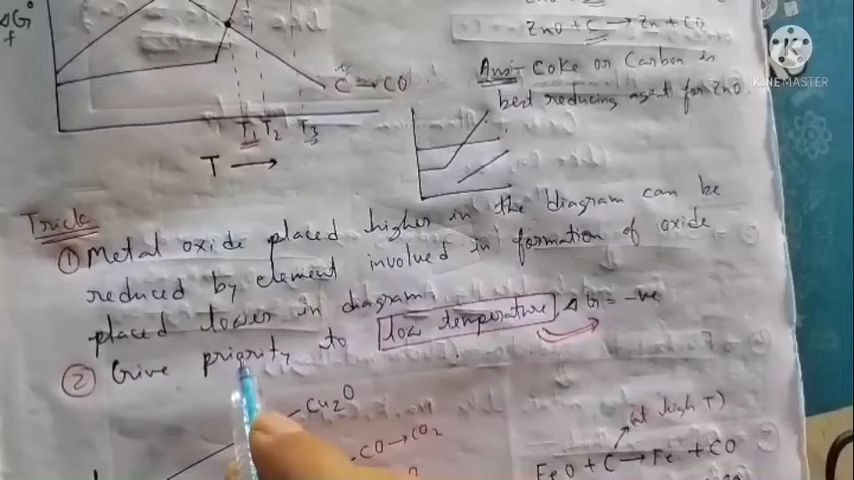 ΔG°
f
ZnO + C → Zn + CO
C → CO
T1 T2 T3
T →
Ans:- Coke or Carbon is
best reducing agent for ZnO.
KINEMASTER
Trick
① Metal oxide placed higher in the diagram can be
reduced by element involved in formation of oxide
placed lower in diagram.
② Give priority to low temperature, ΔG = -ve
Cu2O
CO → CO2
(at high T)
FeO + C → Fe + CO